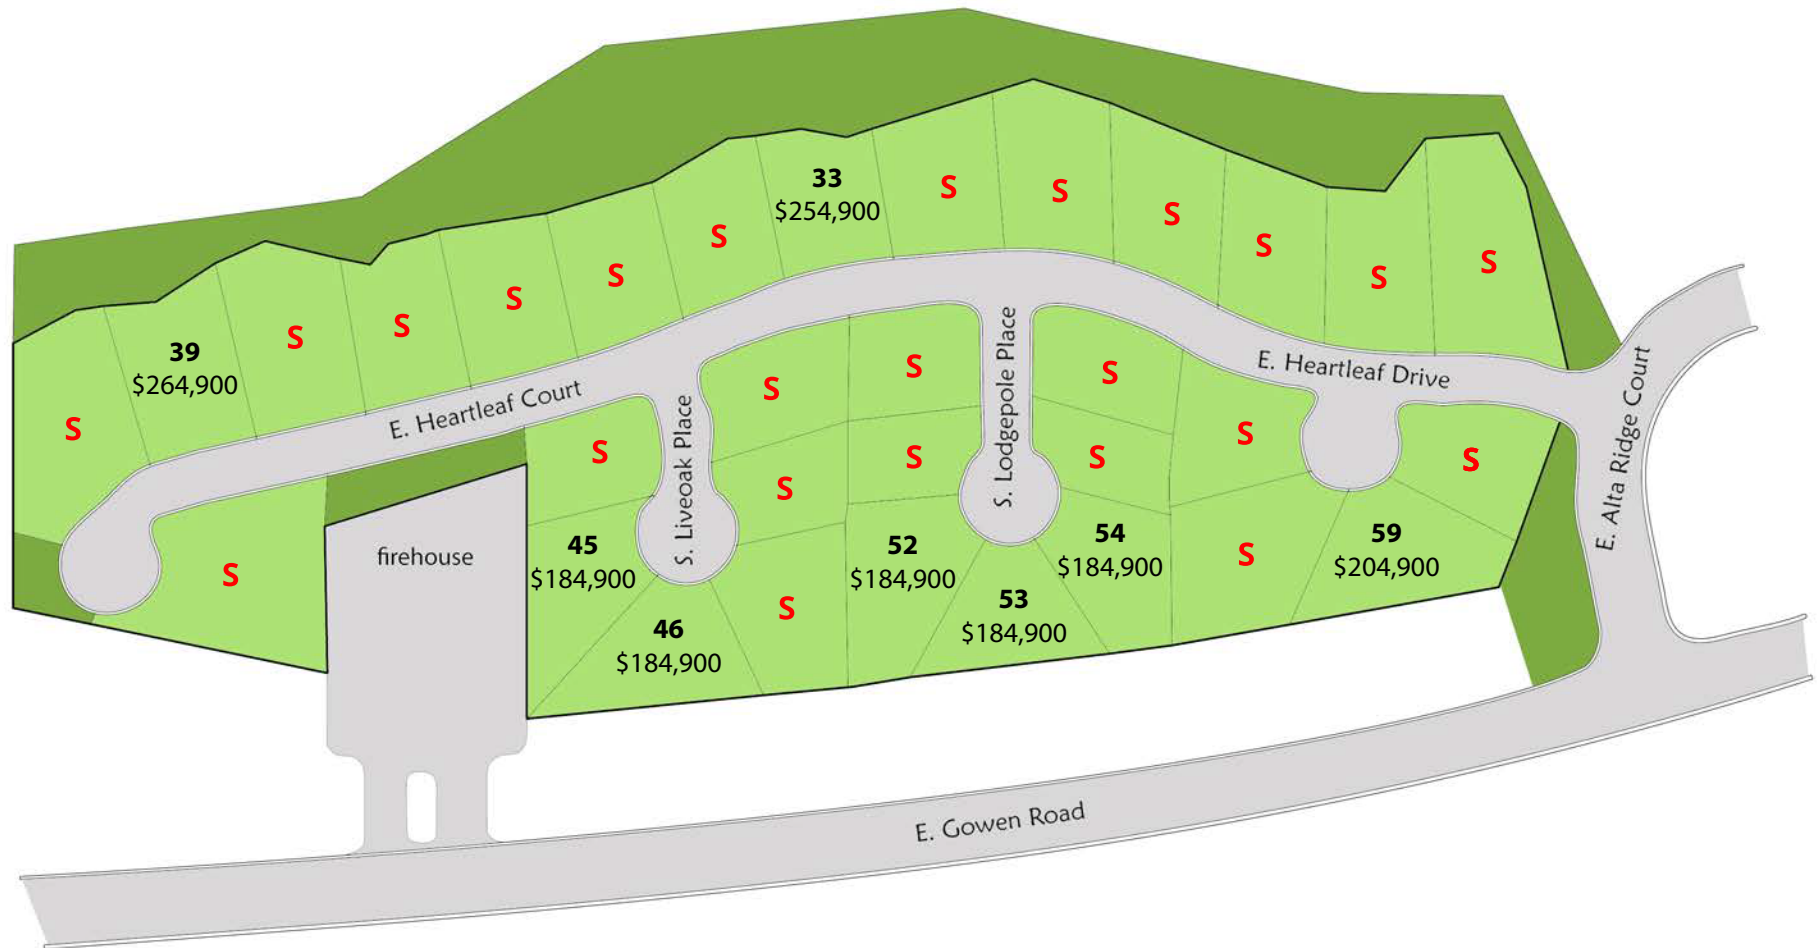 33
$254,900
S
S
S
S
S
S
S
S
S
S
S
39
$264,900
S
E. Heartleaf Court
S. Liveoak Place
S. Lodgepole Place
E. Heartleaf Drive
E. Alta Ridge Court
S
S
S
S
S
S
S
S
S
S
firehouse
S
45
$184,900
46
$184,900
S
52
$184,900
53
$184,900
54
$184,900
S
59
$204,900
E. Gowen Road